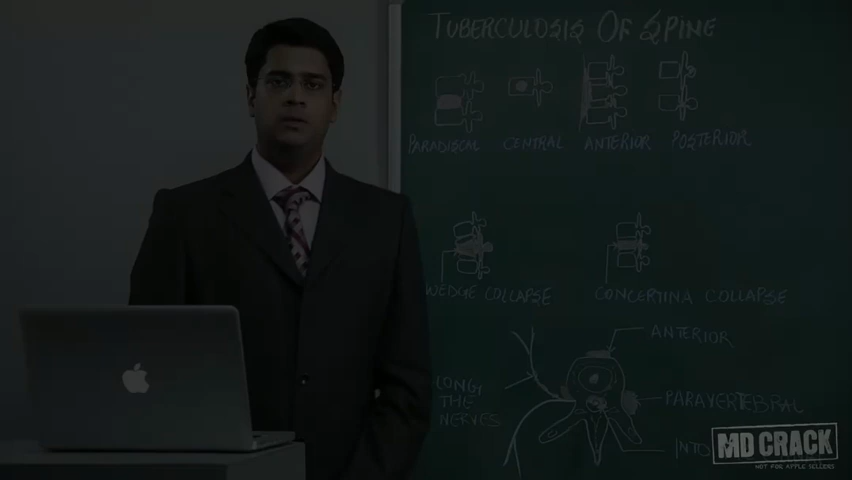 TUBERCULOSIS OF SPINE
PARADISCAL CENTRAL ANTERIOR POSTERIOR
WEDGE COLLAPSE CONCERTINA COLLAPSE
ANTERIOR
LONG,
THE
NERVES
PARAVERTEBRAL
INTO
MD CRACK
NOT FOR APPLE SELLERS